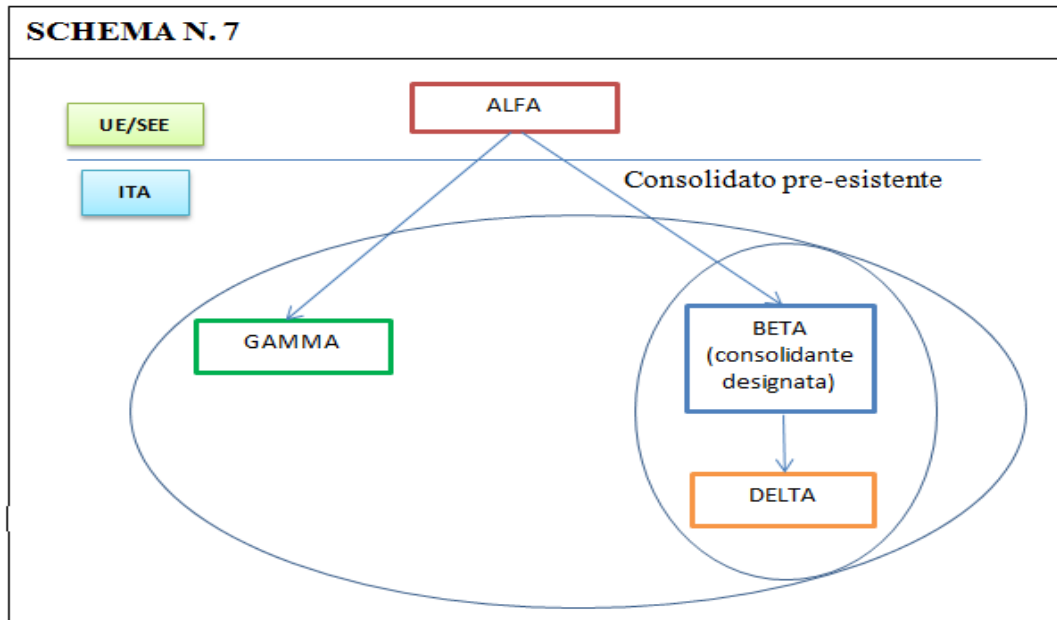 SCHEMA N. 7
ALFA
UE/SEE
Consolidato pre-esistente
ITA
GAMMA
BETA
(consolidante
designata)
DELTA